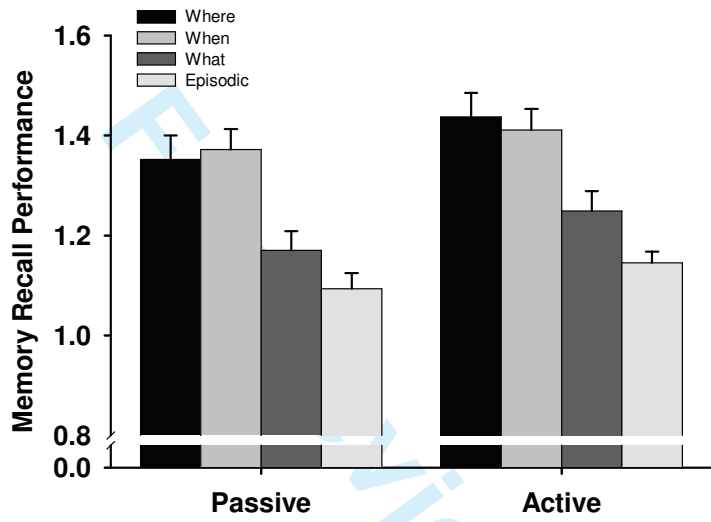 Where
When
What
Episodic
1.6
1.4
1.2
1.0
0.8
0.0
Memory Recall Performance
Passive
Active